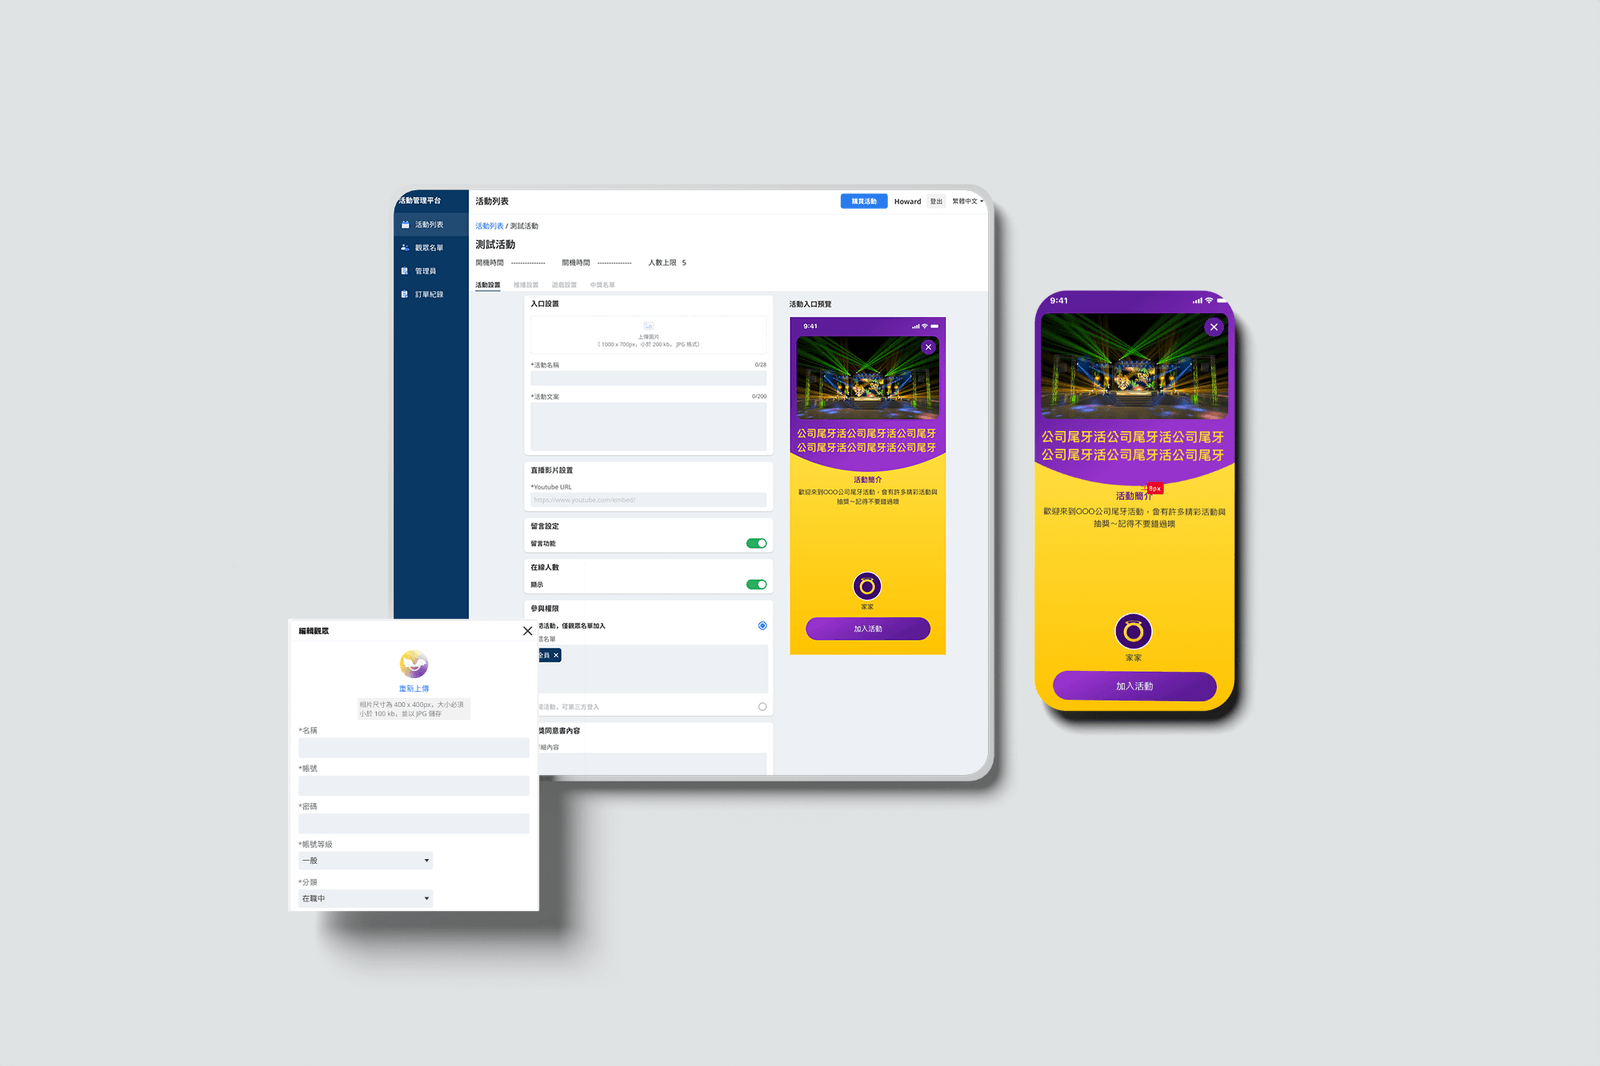 活動管理平台
活動列表
觀眾名單
管理員
訂單紀錄
活動列表
購買活動
Howard
登出
繁體中文
活動列表 / 測試活動
測試活動
開機時間 --------------
關機時間 --------------
人數上限 5
活動設置
推播設置
遊戲設置
中獎名單
入口設置
上傳圖片
( 1000 x 700px，小於 200 kb， JPG 格式)
*活動名稱
0/28
*活動文案
0/200
直播影片設置
*Youtube URL
https://www.youtube.com/embed/
留言設定
留言功能
在線人數
顯示
參與權限
活動，僅觀眾名單加入
名單
全員 ×
活動，可第三方登入
獎同意書內容
細內容
活動入口預覽
9:41
公司尾牙活公司尾牙活公司尾牙
公司尾牙活公司尾牙活公司尾牙
活動簡介
歡迎來到OOO公司尾牙活動，會有許多精彩活動與
抽獎～記得不要錯過噢
家家
加入活動
編輯觀眾
重新上傳
相片尺寸為 400 x 400px，大小必須
小於 100 kb，並以 JPG 儲存
*名稱
*帳號
*密碼
*帳號等級
一般
*分類
在職中
9:41
公司尾牙活公司尾牙活公司尾牙
公司尾牙活公司尾牙活公司尾牙
8px
活動簡介
歡迎來到OOO公司尾牙活動，會有許多精彩活動與
抽獎～記得不要錯過噢
家家
加入活動